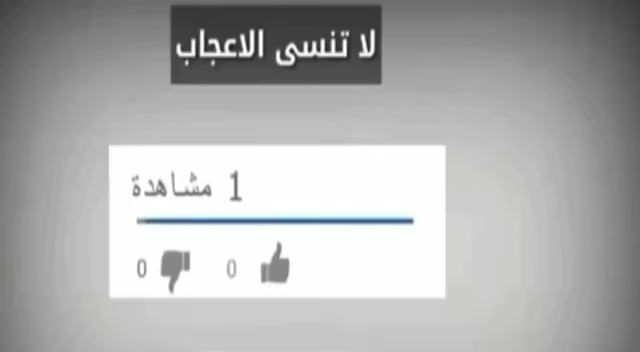 لا تنسى الاعجاب
1 مشاهدة
0 0